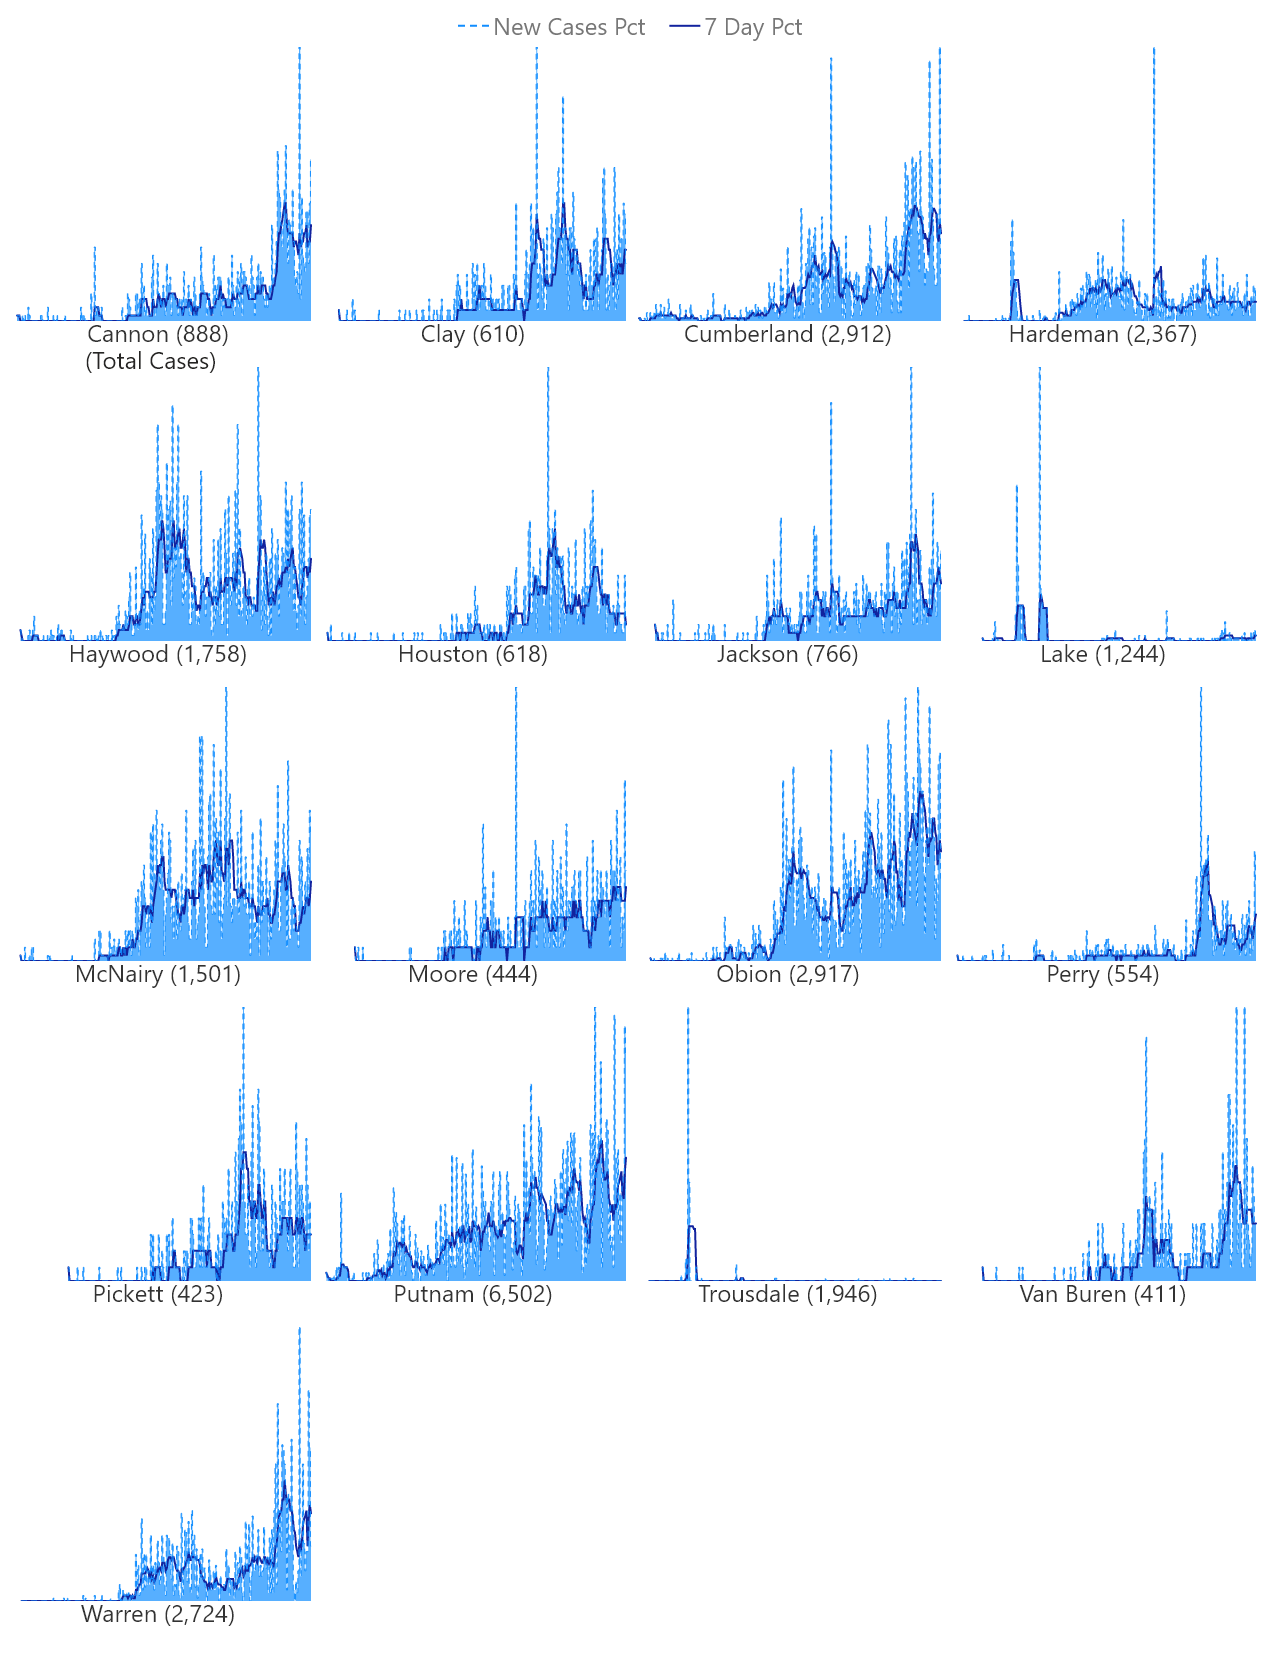 New Cases Pct 7 Day Pct
Cannon (888)
(Total Cases)
Clay (610)
Cumberland (2,912)
Hardeman (2,367)
Haywood (1,758)
Houston (618)
Jackson (766)
Lake (1,244)
McNairy (1,501)
Moore (444)
Obion (2,917)
Perry (554)
Pickett (423)
Putnam (6,502)
Trousdale (1,946)
Van Buren (411)
Warren (2,724)